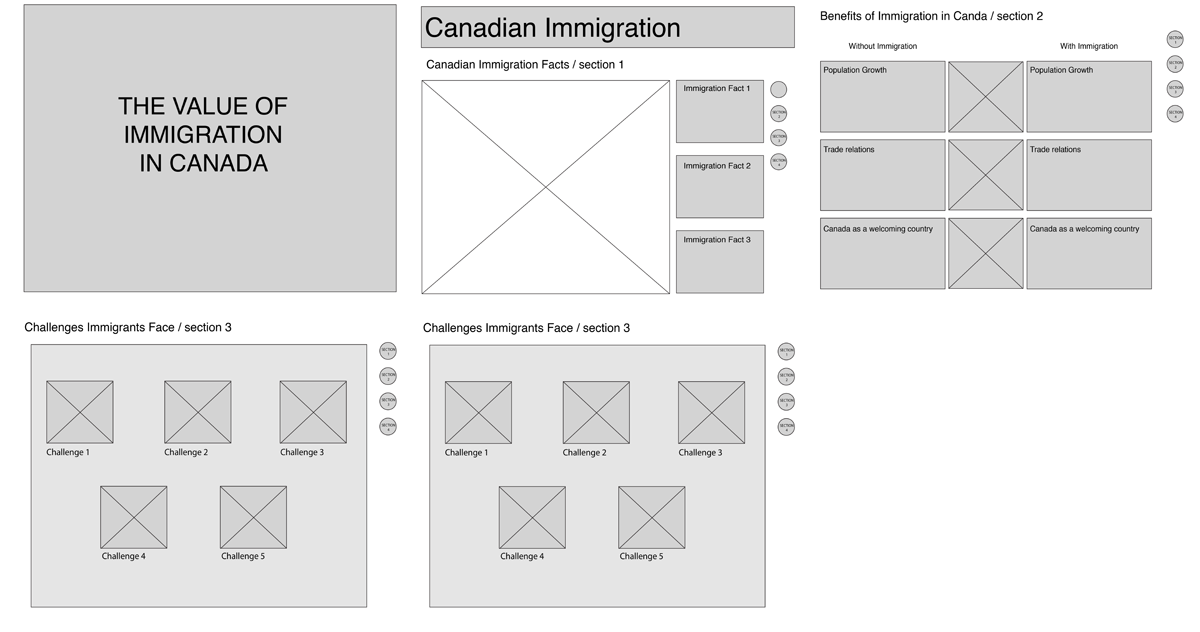 THE VALUE OF
IMMIGRATION
IN CANADA
Canadian Immigration
Canadian Immigration Facts / section 1
Immigration Fact 1
Immigration Fact 2
Immigration Fact 3
SECTION
2
SECTION
3
SECTION
4
Benefits of Immigration in Canda / section 2
Without Immigration
With Immigration
Population Growth
Population Growth
Trade relations
Trade relations
Canada as a welcoming country
Canada as a welcoming country
SECTION
1
SECTION
2
SECTION
3
SECTION
4
Challenges Immigrants Face / section 3
Challenge 1
Challenge 2
Challenge 3
Challenge 4
Challenge 5
SECTION
1
SECTION
2
SECTION
3
SECTION
4
Challenges Immigrants Face / section 3
Challenge 1
Challenge 2
Challenge 3
Challenge 4
Challenge 5
SECTION
1
SECTION
2
SECTION
3
SECTION
4